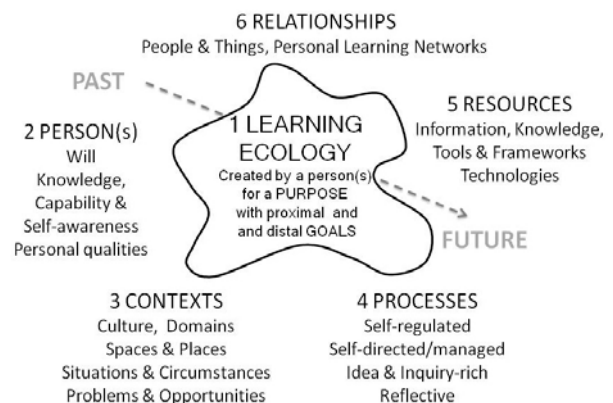 6 RELATIONSHIPS
People & Things, Personal Learning Networks
PAST
1 LEARNING
ECOLOGY
Created by a person(s)
for a PURPOSE
with proximal and
and distal GOALS
2 PERSON(s)
Will
Knowledge,
Capability &
Self-awareness
Personal qualities
5 RESOURCES
Information, Knowledge,
Tools & Frameworks
Technologies
FUTURE
3 CONTEXTS
Culture, Domains
Spaces & Places
Situations & Circumstances
Problems & Opportunities
4 PROCESSES
Self-regulated
Self-directed/managed
Idea & Inquiry-rich
Reflective